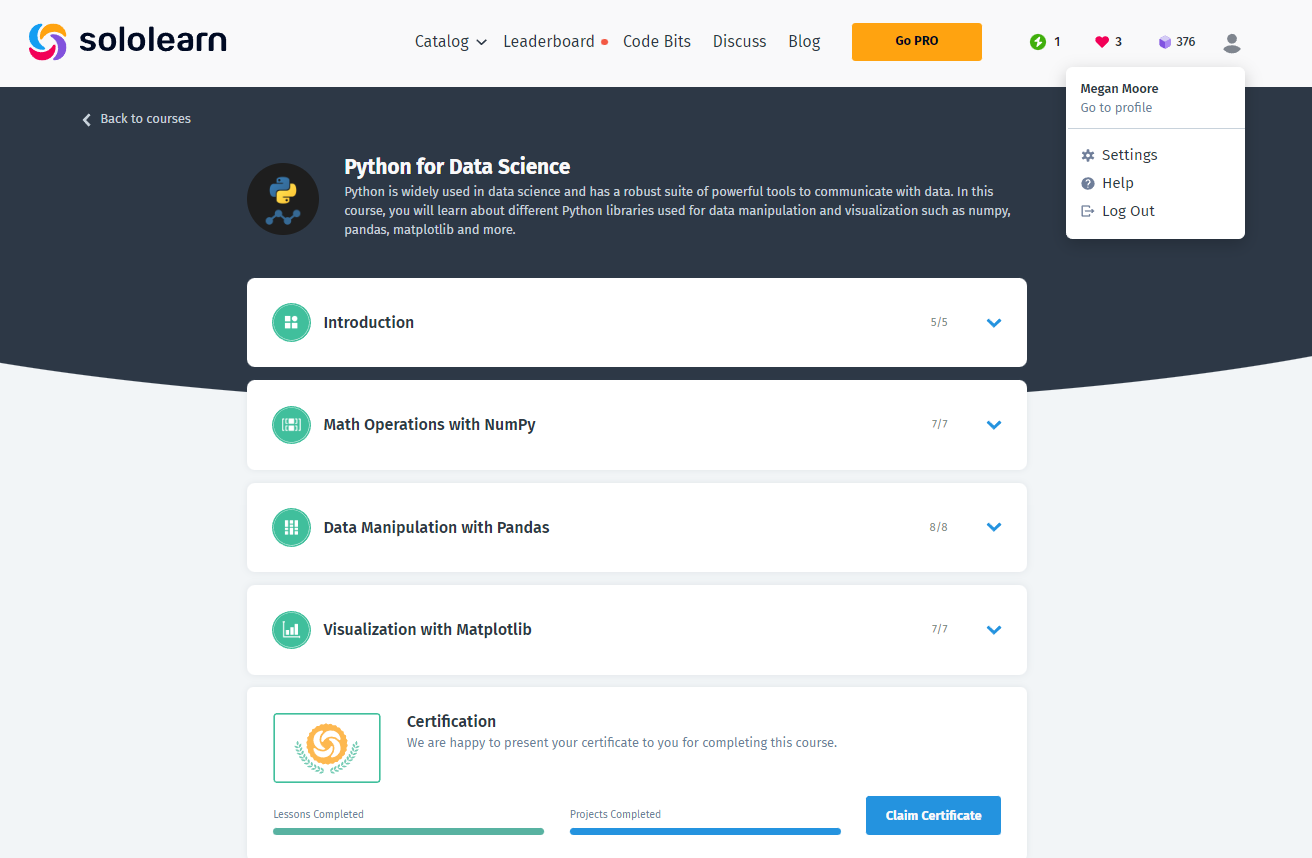 sololearn
Catalog Leaderboard Code Bits Discuss Blog Go PRO 1 3 376
Megan Moore
Go to profile
Settings
Help
Log Out
Back to courses
Python for Data Science
Python is widely used in data science and has a robust suite of powerful tools to communicate with data. In this
course, you will learn about different Python libraries used for data manipulation and visualization such as numpy,
pandas, matplotlib and more.
Introduction 5/5
Math Operations with NumPy 7/7
Data Manipulation with Pandas 8/8
Visualization with Matplotlib 7/7
Certification
We are happy to present your certificate to you for completing this course.
Lessons Completed Projects Completed Claim Certificate